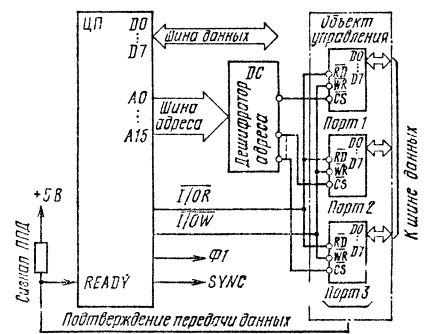 ЦП
D0
⋮
D7
Шина данных
A0
⋮
A15
Шина
адреса
DC
Дешифратор
адреса
Объект
управления
D0
⋮
D7
RD
WR
CS
Порт 1
D0
⋮
D7
RD
WR
CS
Порт 2
D0
⋮
D7
RD
WR
CS
Порт 3
К шине данных
+5 В
Сигнал ППД
I/OR
I/OW
Ф1
SYNC
READY
Подтверждение передачи данных